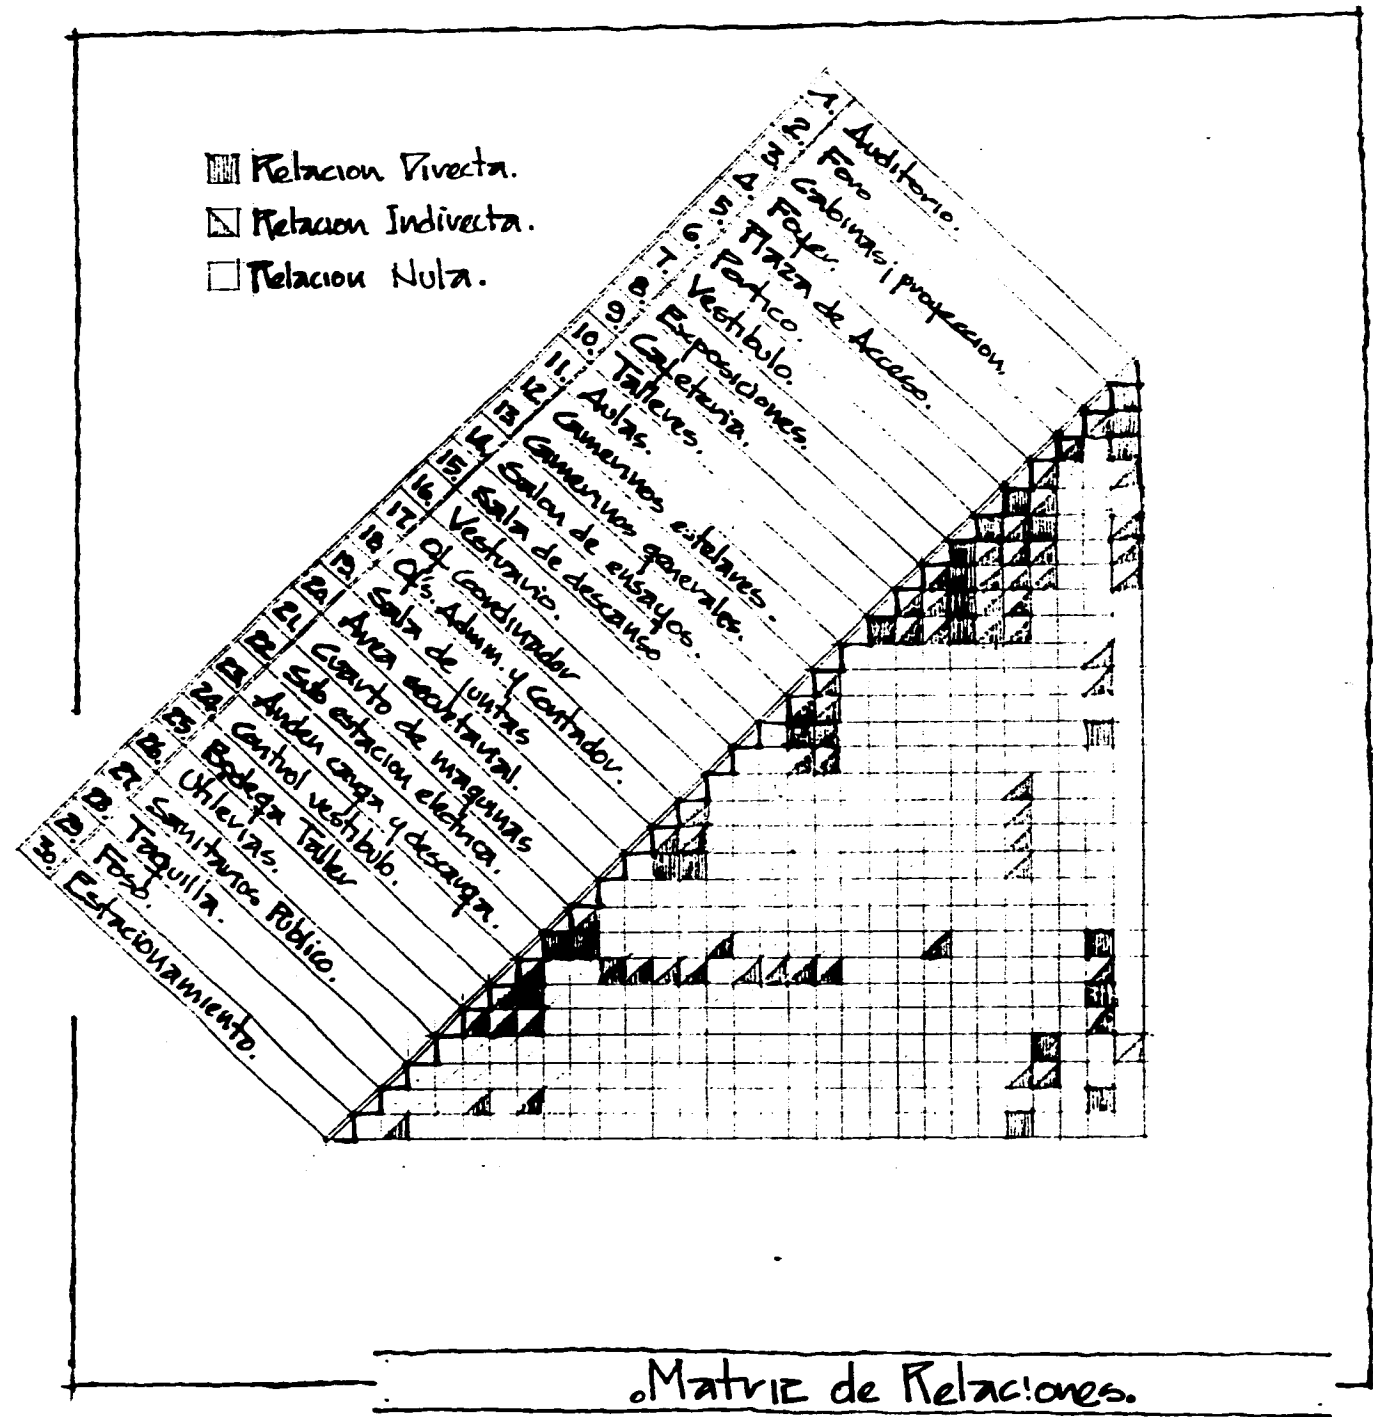 Relacion Directa.
Relacion Indirecta.
Relacion Nula.
1. Auditorio.
2. Foro
3. Cabinas; proyeccion.
4. Foyer.
5. Plaza de Acceso.
6. Portico.
7. Vestibulo.
8. Exposiciones.
9. Cafeteria.
10. Talleres.
11. Aulas.
12. Camerinos estelares.
13. Camerinos generales.
14. Salon de ensayos.
15. Sala de descanso
16. Vestuario.
17. Of. Coordinador
18. Of's. Admin. y Contador.
19. Sala de juntas
20. Area secretarial.
21. Cuarto de maquinas
22. Sub estacion electrica.
23. Anden carga y descarga.
24. Control vestibulo.
25. Bodega Taller
26. Utilerias.
27. Sanitarios Publico.
28. Taquilla.
29. Foso.
30. Estacionamiento.
.Matriz de Relaciones.